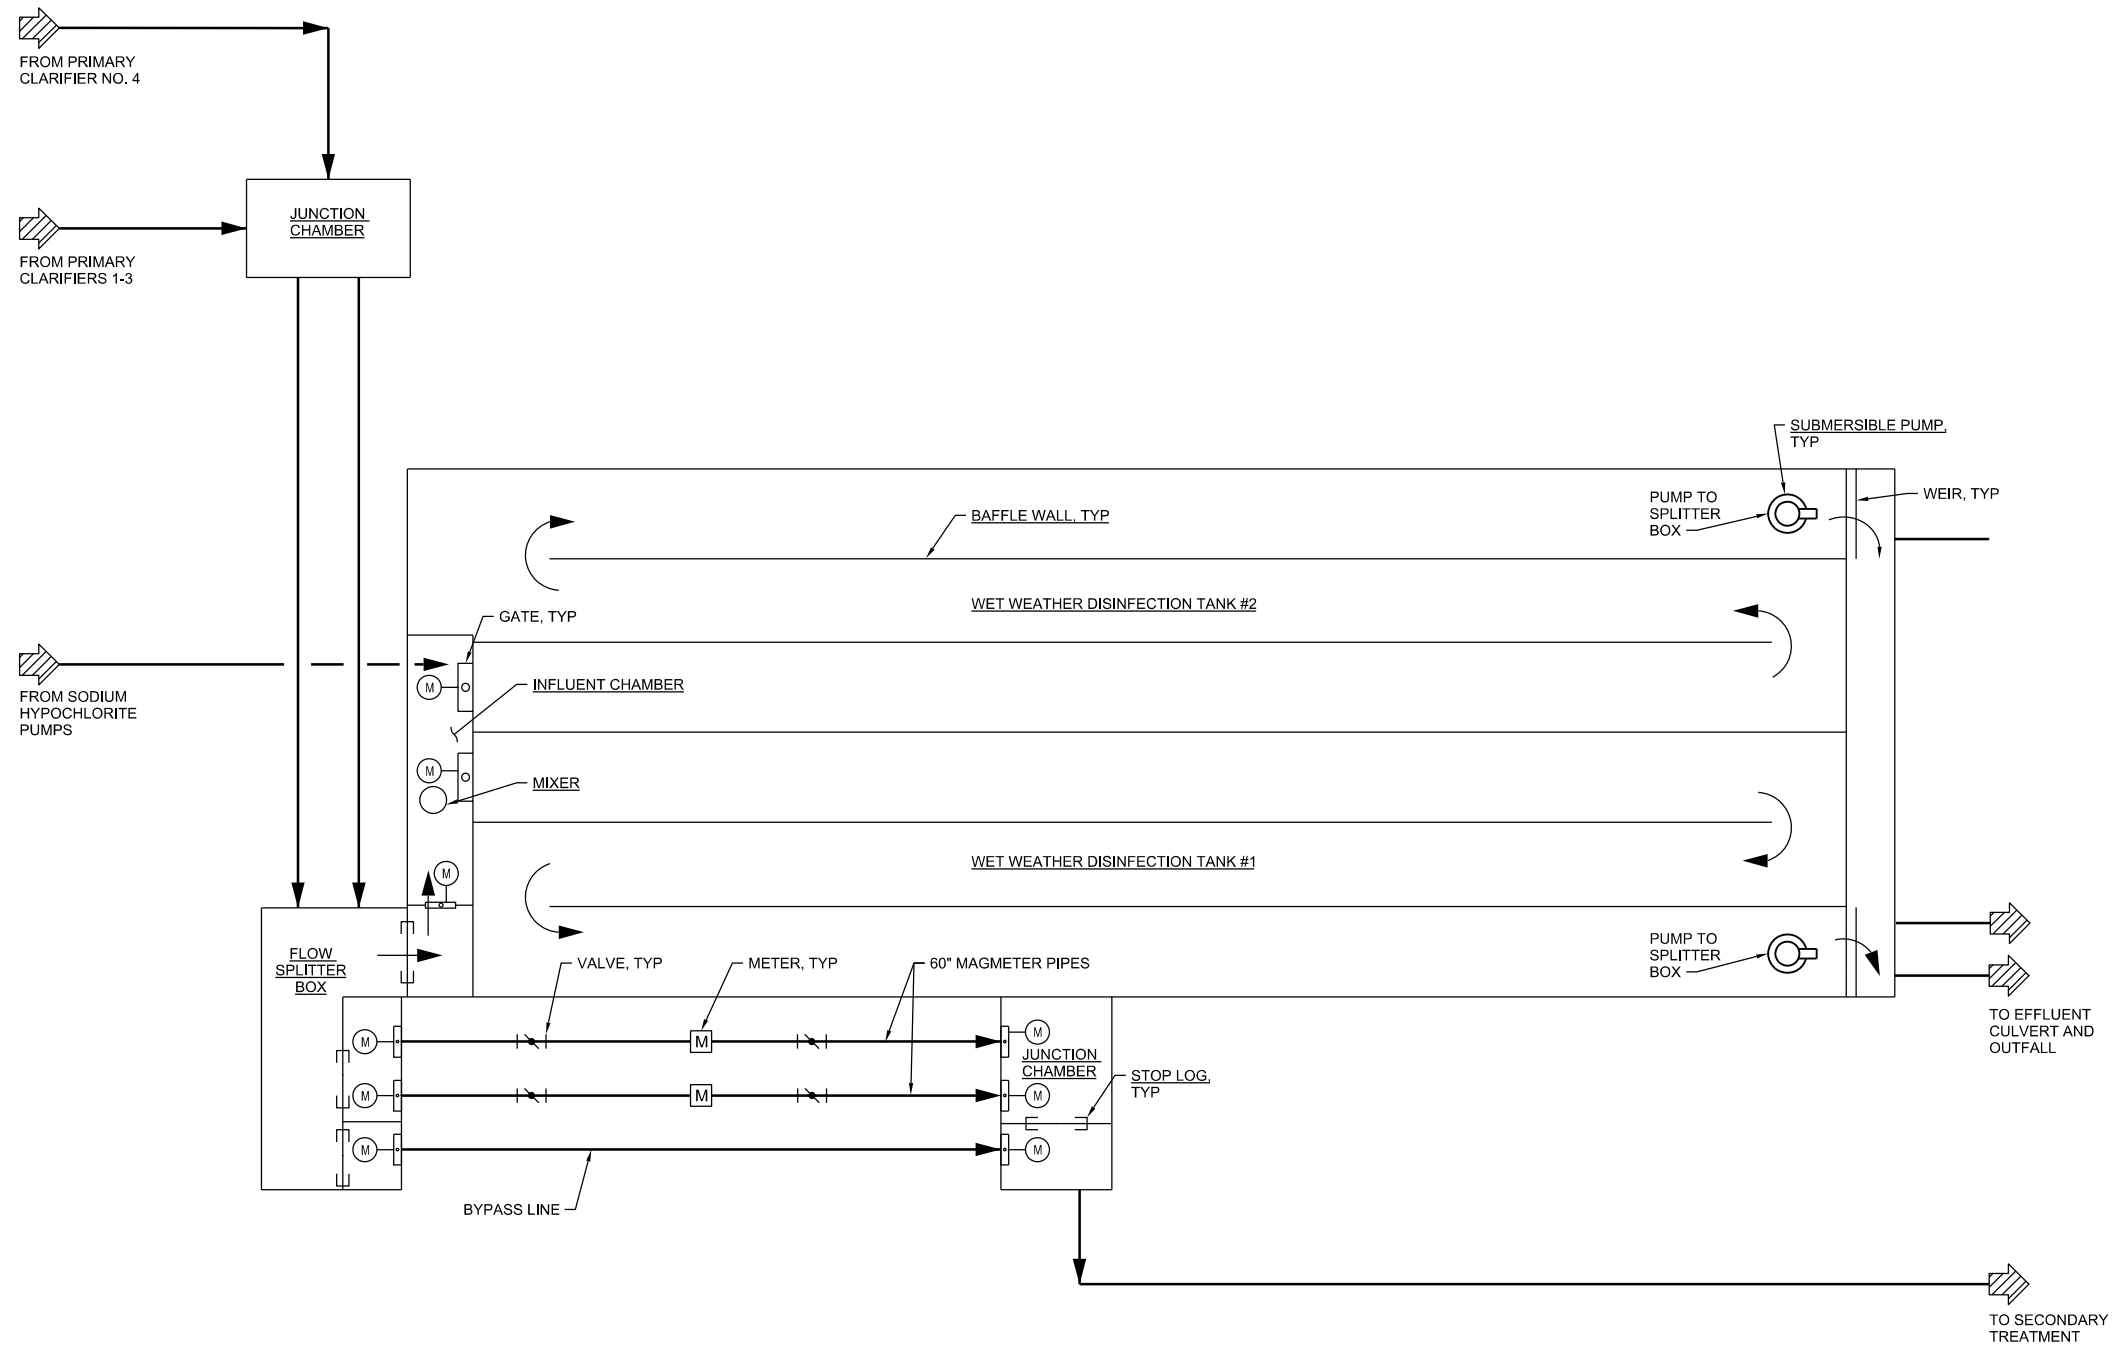 FROM PRIMARY
CLARIFIER NO. 4
JUNCTION
CHAMBER
FROM PRIMARY
CLARIFIERS 1-3
SUBMERSIBLE PUMP,
TYP
PUMP TO
SPLITTER
BOX
WEIR, TYP
BAFFLE WALL, TYP
WET WEATHER DISINFECTION TANK #2
GATE, TYP
FROM SODIUM
HYPOCHLORITE
PUMPS
M
INFLUENT CHAMBER
M
MIXER
WET WEATHER DISINFECTION TANK #1
M
FLOW
SPLITTER
BOX
VALVE, TYP
METER, TYP
60" MAGMETER PIPES
PUMP TO
SPLITTER
BOX
TO EFFLUENT
CULVERT AND
OUTFALL
M
M
M
JUNCTION
CHAMBER
STOP LOG,
TYP
M
M
M
M
M
BYPASS LINE
TO SECONDARY
TREATMENT